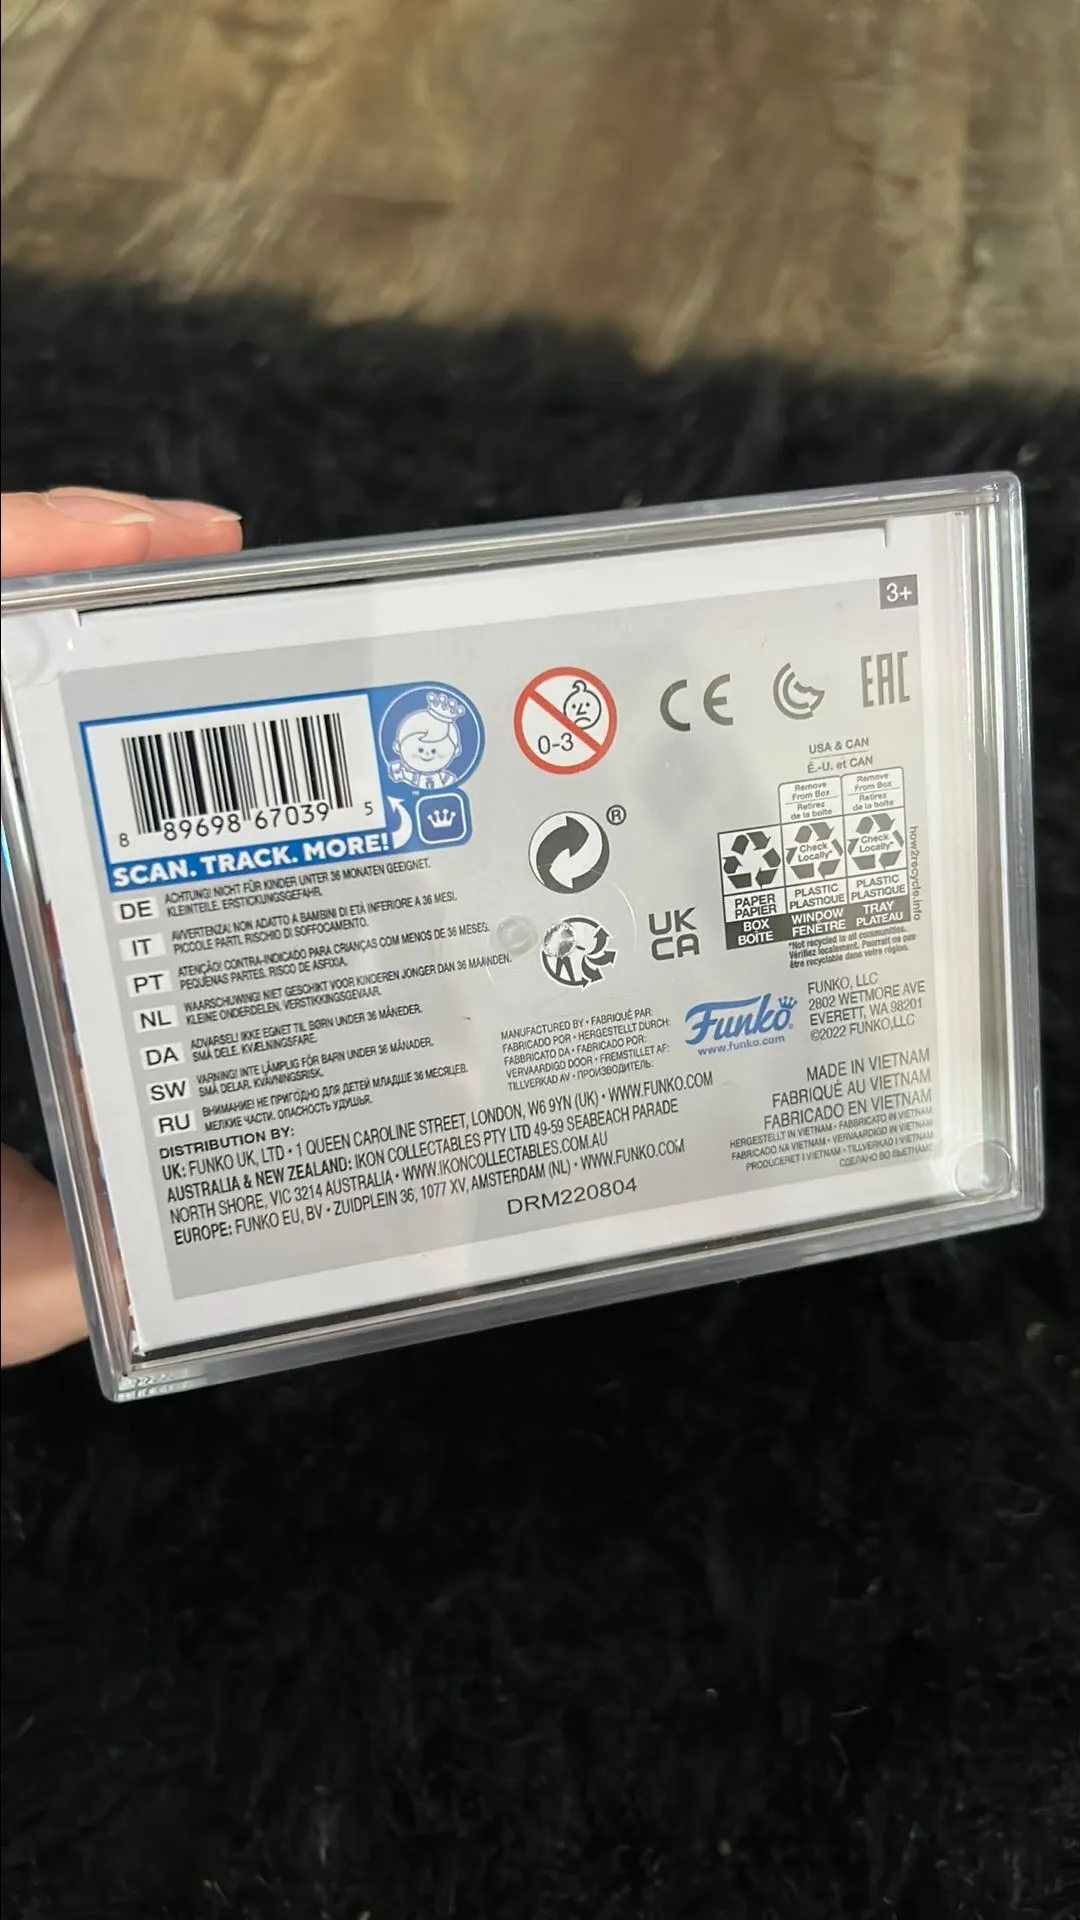 3+
8 89698 67039 5
SCAN. TRACK. MORE!
™
0-3
CE
EAC
®
UK
CA
USA & CAN
É.-U. et CAN
Remove
From Box
Retirez
de la boîte
Remove
From Box
Retirez
de la boîte
Check
Locally*
Check
Locally*
PAPER
PAPIER
BOX
BOÎTE
PLASTIC
PLASTIQUE
WINDOW
FENÊTRE
PLASTIC
PLASTIQUE
TRAY
PLATEAU
how2recycle.info
*Not recycled in all communities.
Vérifiez localement. Pourrait ne pas
être recyclable dans votre région.
DE ACHTUNG! NICHT FÜR KINDER UNTER 36 MONATEN GEEIGNET.
KLEINTEILE. ERSTICKUNGSGEFAHR.
IT AVVERTENZA! NON ADATTO A BAMBINI DI ETÀ INFERIORE A 36 MESI.
PICCOLE PARTI. RISCHIO DI SOFFOCAMENTO.
PT ATENÇÃO! CONTRA-INDICADO PARA CRIANÇAS COM MENOS DE 36 MESES.
PEQUENAS PARTES. RISCO DE ASFIXIA.
NL WAARSCHUWING! NIET GESCHIKT VOOR KINDEREN JONGER DAN 36 MAANDEN.
KLEINE ONDERDELEN. VERSTIKKINGSGEVAAR.
DA ADVARSEL! IKKE EGNET TIL BØRN UNDER 36 MÅNEDER.
SMÅ DELE. KVÆLNINGSFARE.
SW VARNING! INTE LÄMPLIG FÖR BARN UNDER 36 MÅNADER.
SMÅ DELAR. KVÄVNINGSRISK.
RU ВНИМАНИЕ! НЕ ПРИГОДНО ДЛЯ ДЕТЕЙ МЛАДШЕ 36 МЕСЯЦЕВ.
МЕЛКИЕ ЧАСТИ. ОПАСНОСТЬ УДУШЬЯ.
MANUFACTURED BY • FABRIQUÉ PAR:
FABRICADO POR • HERGESTELLT DURCH:
FABBRICATO DA • FABRICADO POR:
VERVAARDIGD DOOR • FREMSTILLET AF:
TILLVERKAD AV • ПРОИЗВОДИТЕЛЬ:
Funko®
www.funko.com
FUNKO, LLC
2802 WETMORE AVE
EVERETT, WA 98201
©2022 FUNKO,LLC
MADE IN VIETNAM
FABRIQUÉ AU VIETNAM
FABRICADO EN VIETNAM
HERGESTELLT IN VIETNAM • FABBRICATO IN VIETNAM
FABRICADO NA VIETNAM • VERVAARDIGD IN VIETNAM
PRODUCERET I VIETNAM • TILLVERKAD I VIETNAM
СДЕЛАНО ВО ВЬЕТНАМЕ
DISTRIBUTION BY:
UK: FUNKO UK, LTD • 1 QUEEN CAROLINE STREET, LONDON, W6 9YN (UK) • WWW.FUNKO.COM
AUSTRALIA & NEW ZEALAND: IKON COLLECTABLES PTY LTD 49-59 SEABEACH PARADE
NORTH SHORE, VIC 3214 AUSTRALIA • WWW.IKONCOLLECTABLES.COM.AU
EUROPE: FUNKO EU, BV • ZUIDPLEIN 36, 1077 XV, AMSTERDAM (NL) • WWW.FUNKO.COM
DRM220804